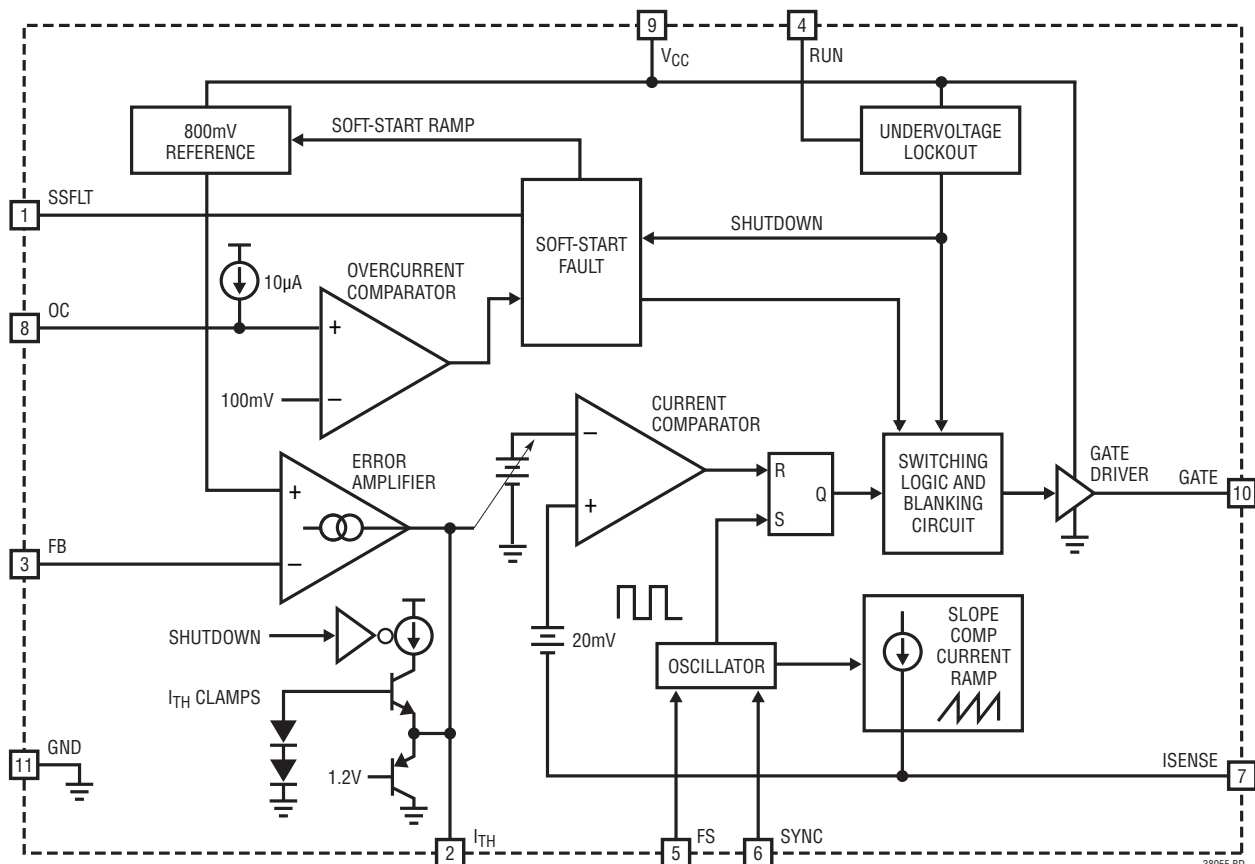 9
VCC
4
RUN
800mV
REFERENCE
SOFT-START RAMP
UNDERVOLTAGE
LOCKOUT
1
SSFLT
SOFT-START
FAULT
SHUTDOWN
10µA
OVERCURRENT
COMPARATOR
8
OC
+
100mV
–
CURRENT
COMPARATOR
–
+
ERROR
AMPLIFIER
+
–
3
FB
R
S
Q
SWITCHING
LOGIC AND
BLANKING
CIRCUIT
GATE
DRIVER
GATE
10
SHUTDOWN
20mV
OSCILLATOR
SLOPE
COMP
CURRENT
RAMP
ITH CLAMPS
11
GND
1.2V
ISENSE
7
2
ITH
5
FS
6
SYNC